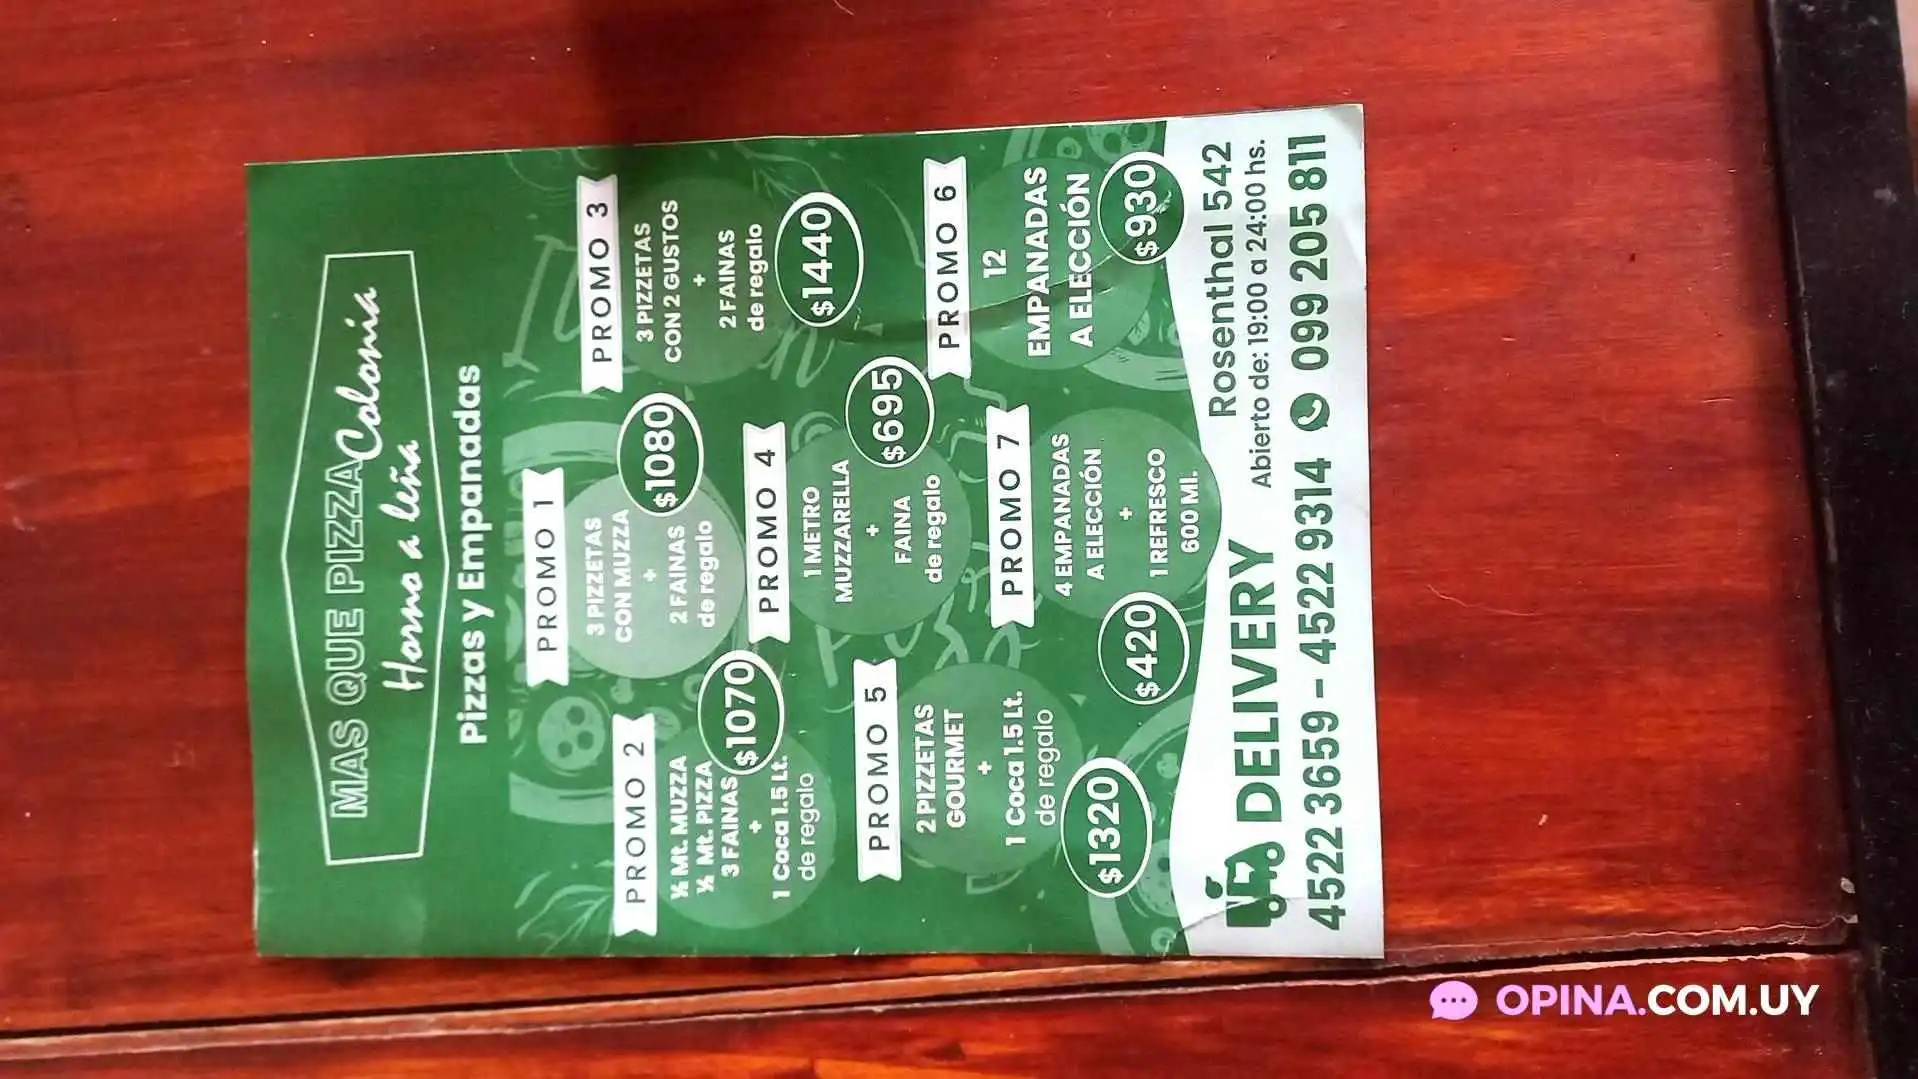 MAS QUE PIZZA Colonia
Horno a leña
Pizzas y Empanadas
PROMO 1
3 PIZZETAS
CON MUZZA
+
2 FAINAS
de regalo
$1080
PROMO 2
½ Mt. MUZZA
½ Mt. PIZZA
3 FAINAS
+
1 Coca 1.5 Lt.
de regalo
$1070
PROMO 3
3 PIZZETAS
CON 2 GUSTOS
+
2 FAINAS
de regalo
$1440
PROMO 4
1 METRO
MUZZARELLA
+
FAINA
de regalo
$695
PROMO 5
2 PIZZETAS
GOURMET
+
1 Coca 1.5 Lt.
de regalo
$1320
PROMO 6
12
EMPANADAS
A ELECCIÓN
$930
PROMO 7
4 EMPANADAS
A ELECCIÓN
+
1 REFRESCO
600 Ml.
$420
DELIVERY
Rosenthal 542
Abierto de: 19:00 a 24:00 hs.
4522 3659 - 4522 9314 099 205 811
OPINA.COM.UY